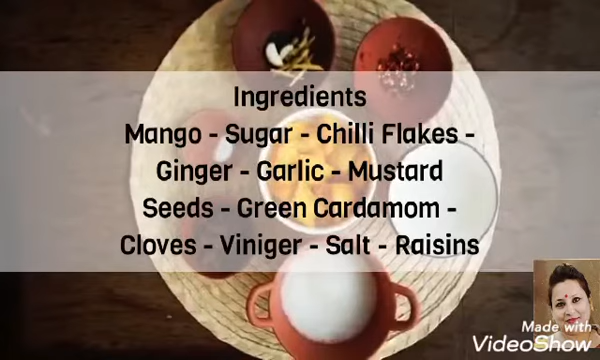 Ingredients
Mango - Sugar - Chilli Flakes -
Ginger - Garlic - Mustard
Seeds - Green Cardamom -
Cloves - Viniger - Salt - Raisins
Made with
VideoShow